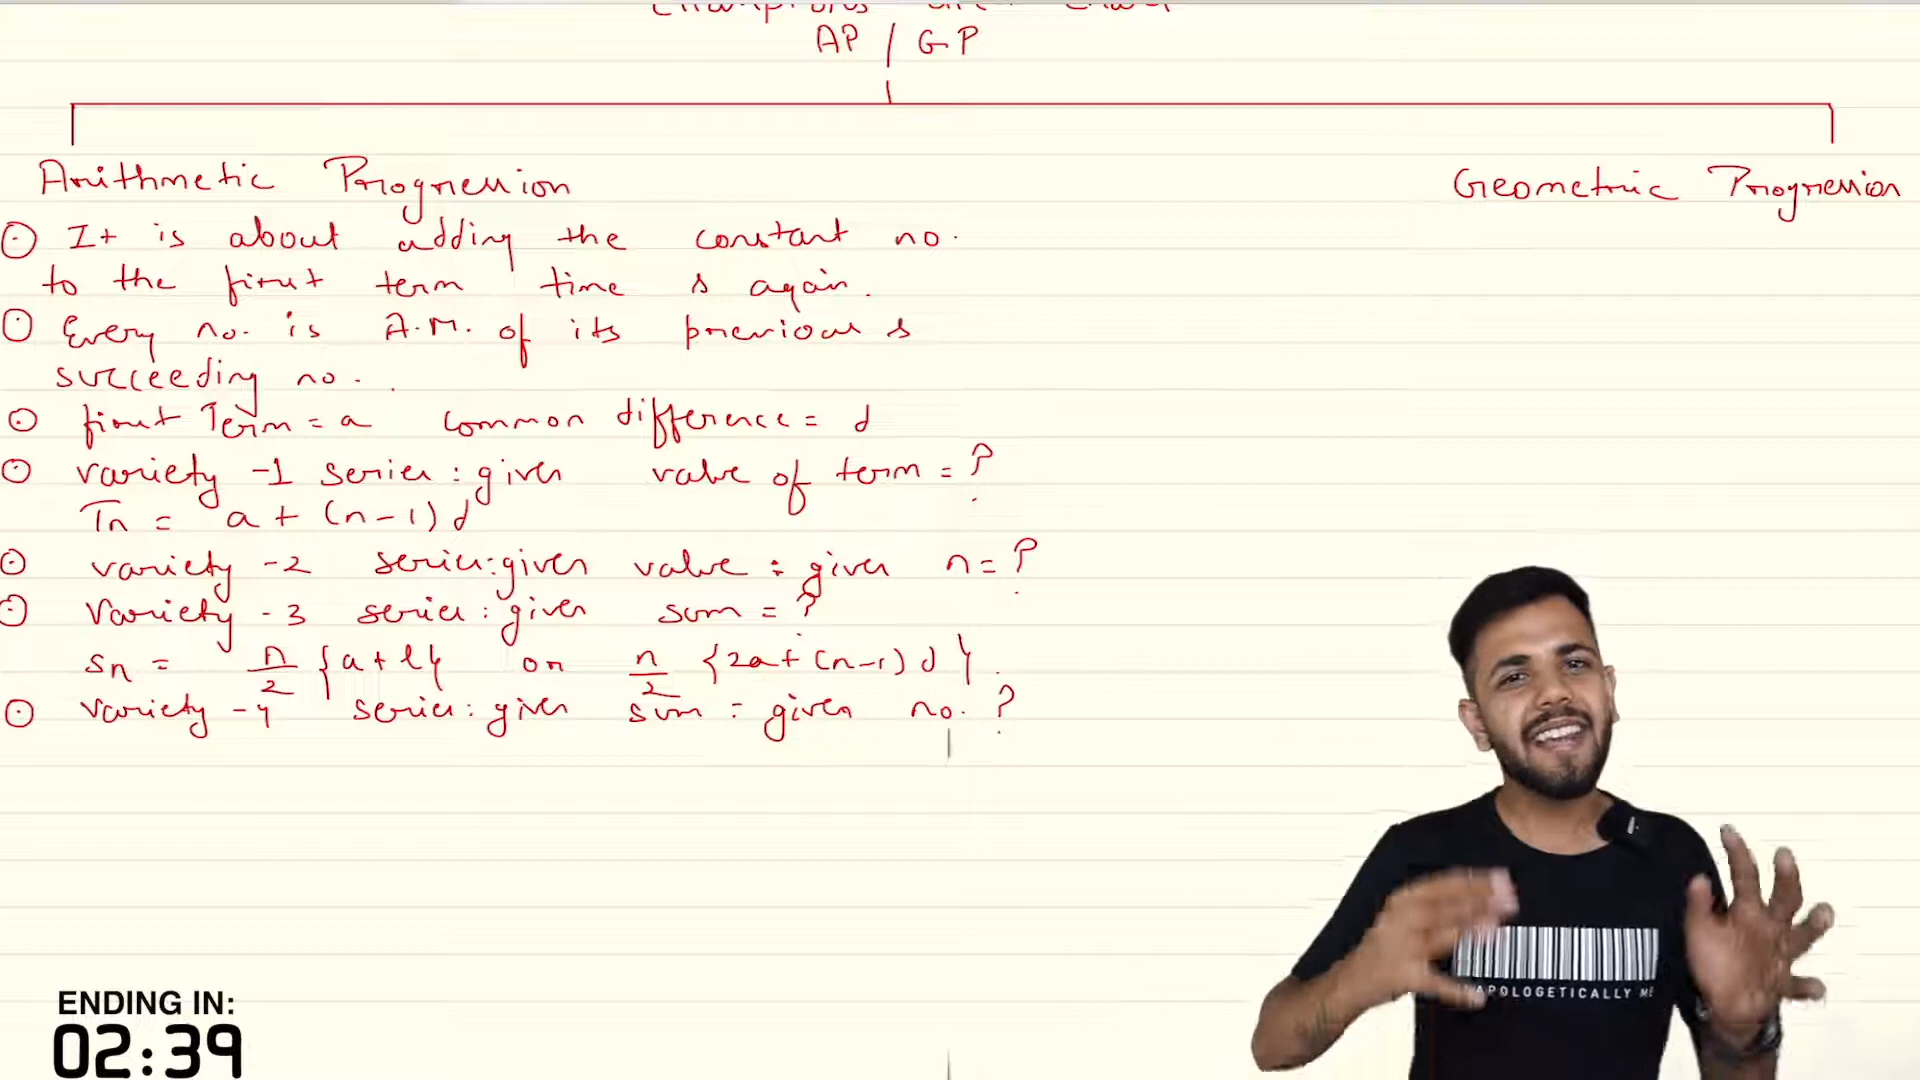 AP / GP
Arithmetic Progression
Geometric Progression
It is about adding the constant no.
to the first term time & again.
Every no. is A.M. of its previous &
succeeding no.
first Term = a common difference = d
variety -1 series : given value of term = ?
Tn = a + (n-1)d
variety -2 series: given value = given n = ?
variety -3 series : given sum = ?
sn = n/2 {a+l} or n/2 {2a+(n-1)d}.
variety -4 series : given sum = given no. ?
APOLOGETICALLY ME
ENDING IN:
02:39